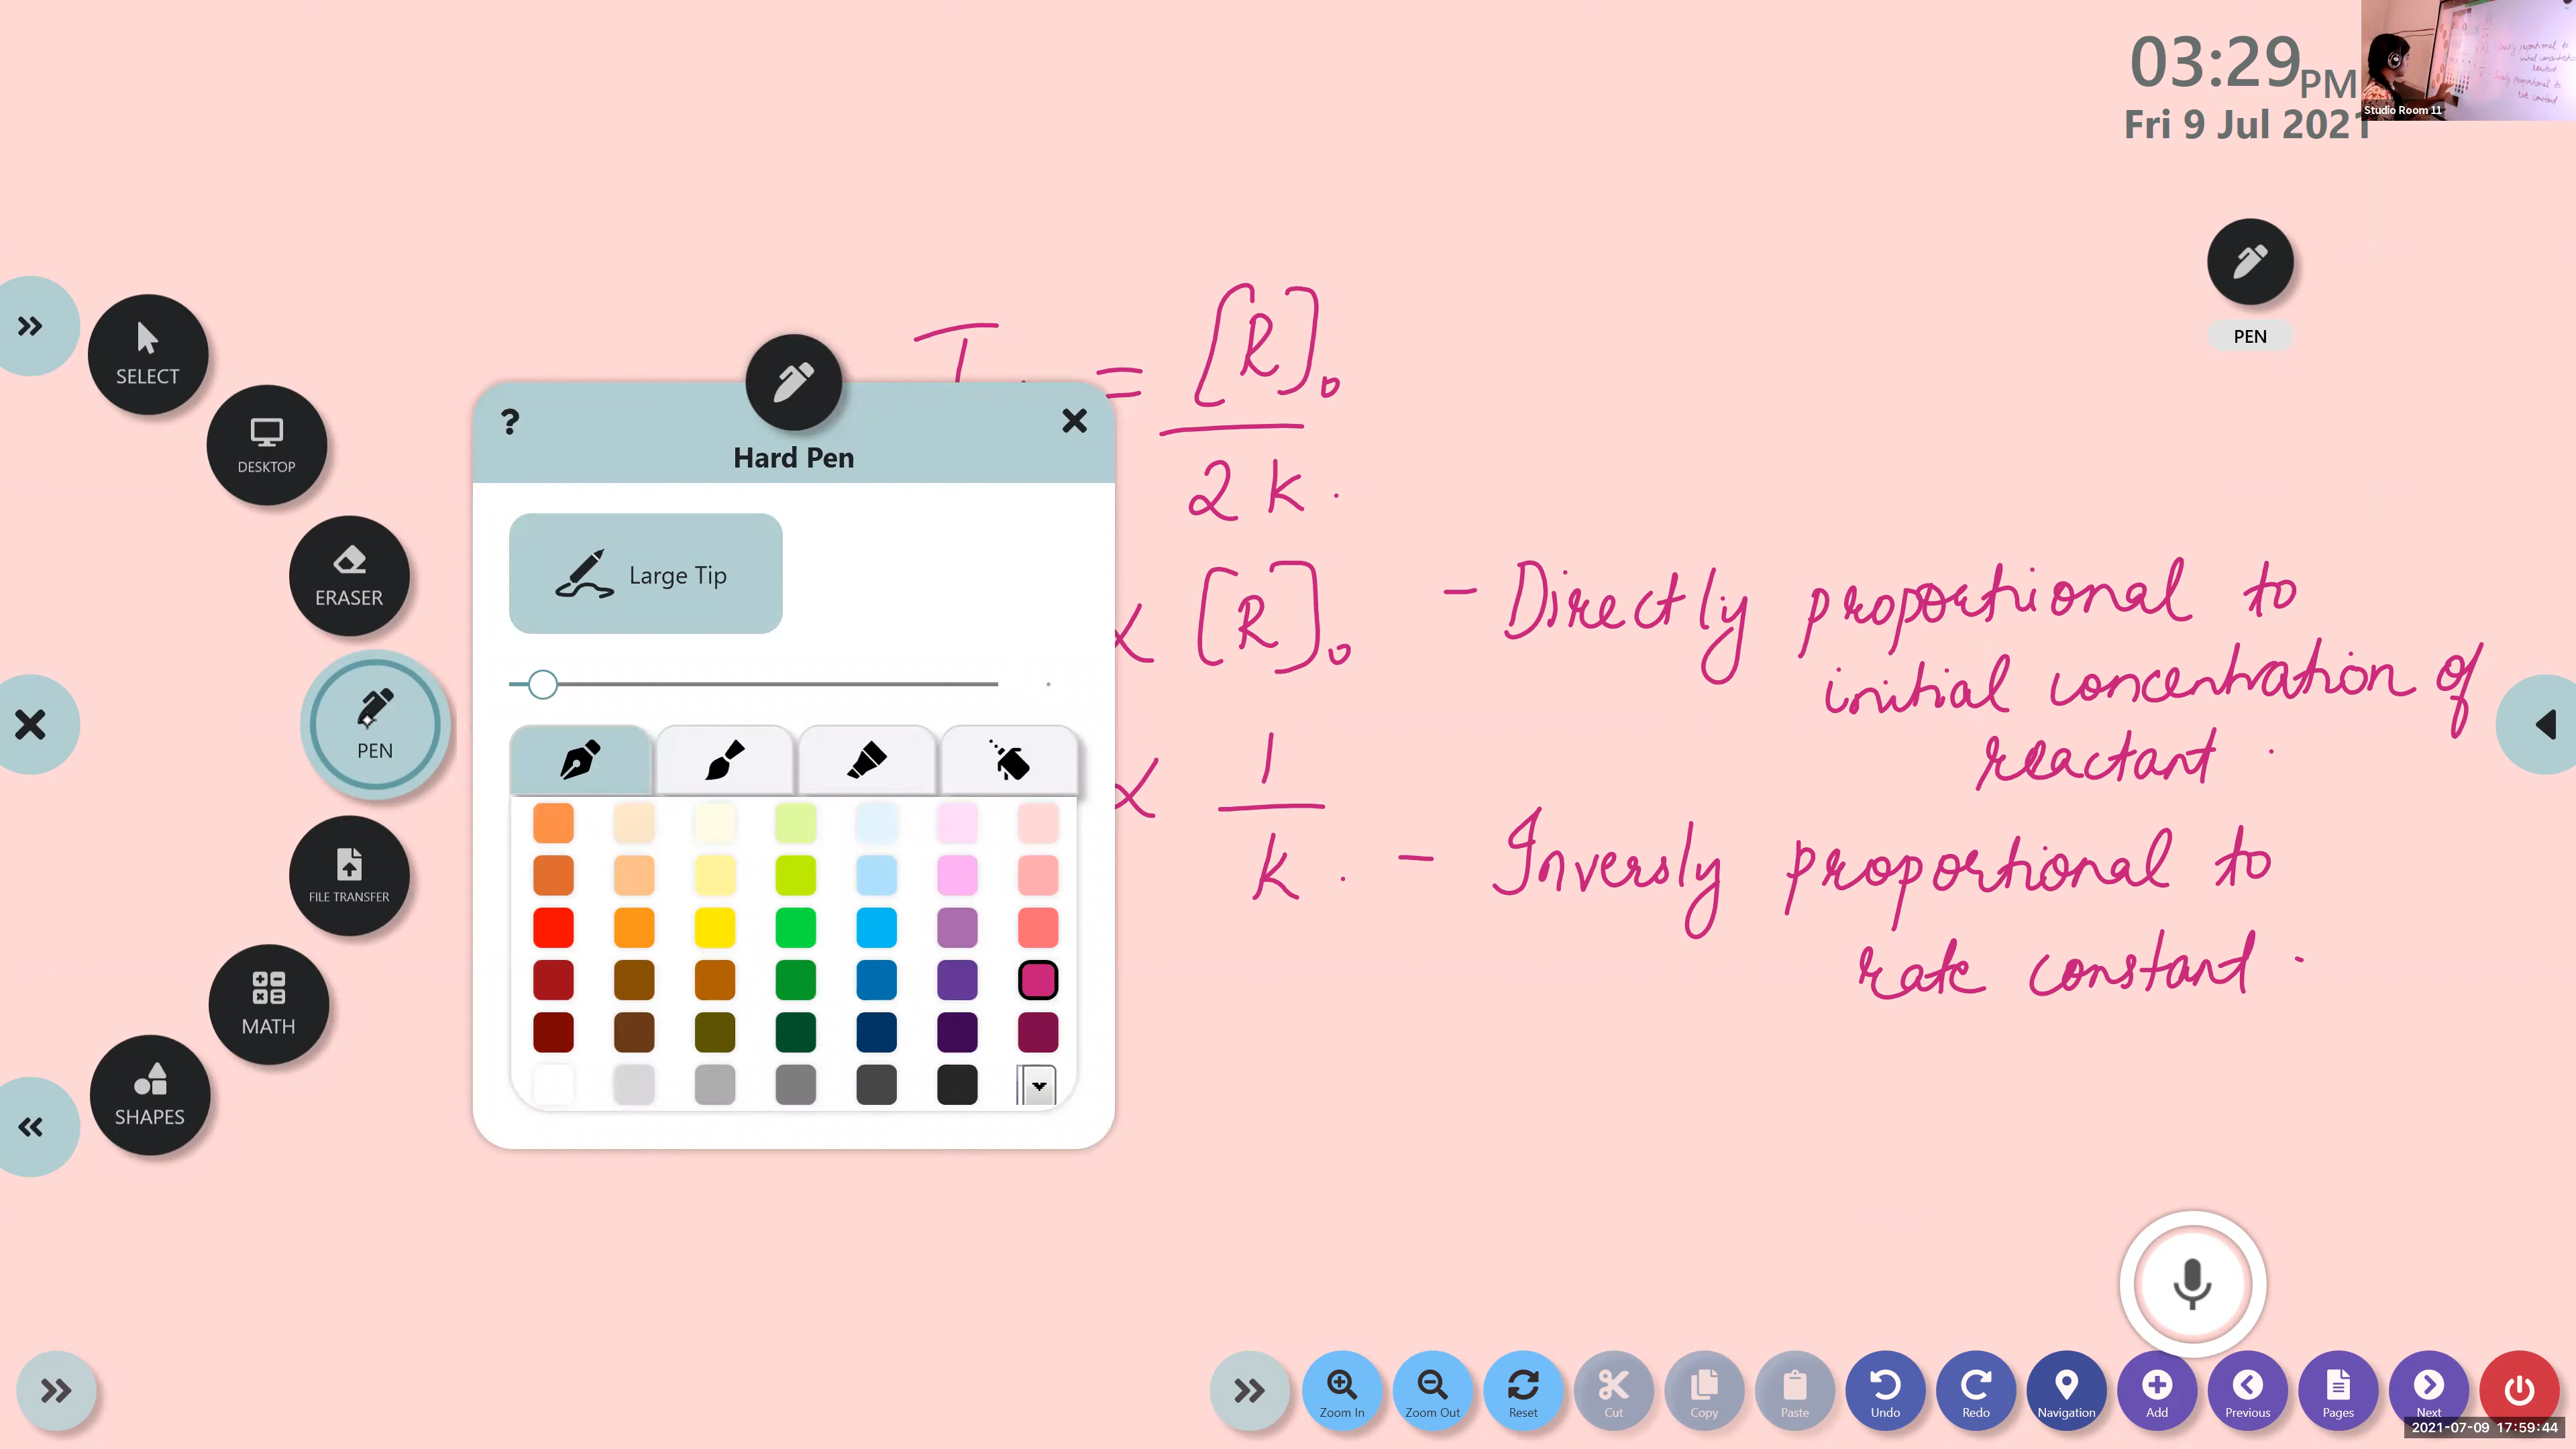 03:29 PM
Fri 9 Jul 2021
Studio Room 11
PEN
SELECT
DESKTOP
ERASER
PEN
FILE TRANSFER
MATH
SHAPES
?
Hard Pen
Large Tip
T = [R]₀
2 k .
∝ [R]₀ - Directly proportional to
initial concentration of
reactant .
∝ 1
k . - Inversly proportional to
rate constant .
Zoom In
Zoom Out
Reset
Cut
Copy
Paste
Undo
Redo
Navigation
Add
Previous
Pages
Next
2021-07-09 17:59:44